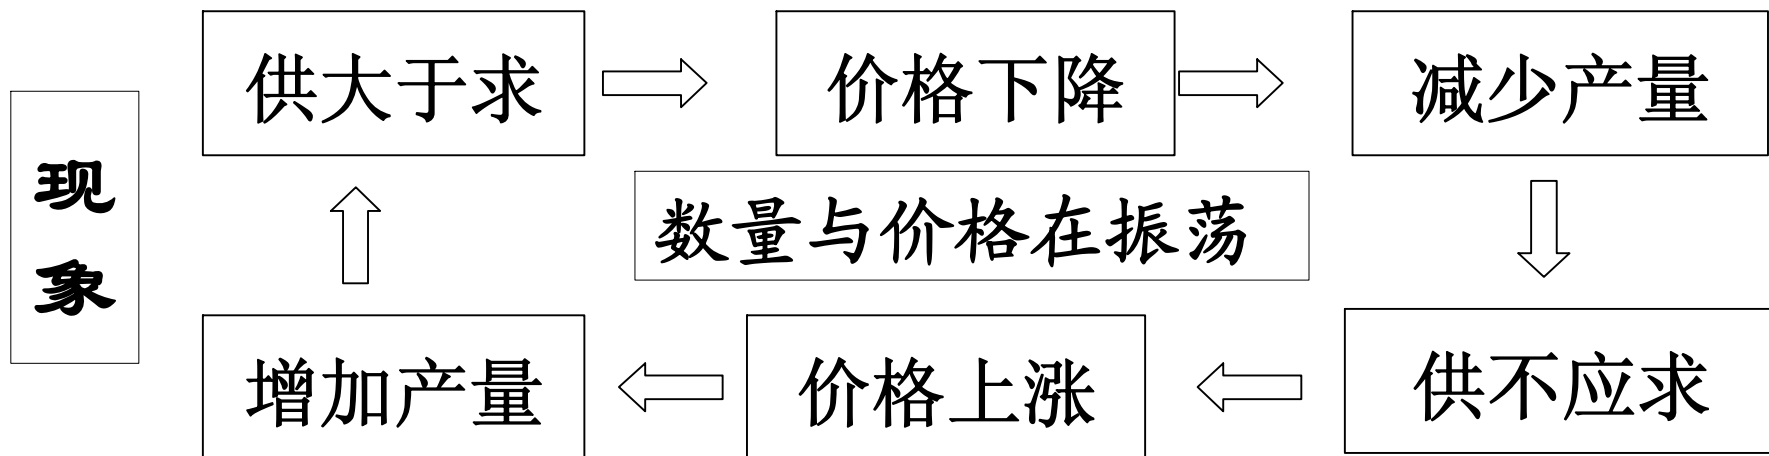 供大于求
价格下降
减少产量
现象
数量与价格在振荡
增加产量
价格上涨
供不应求